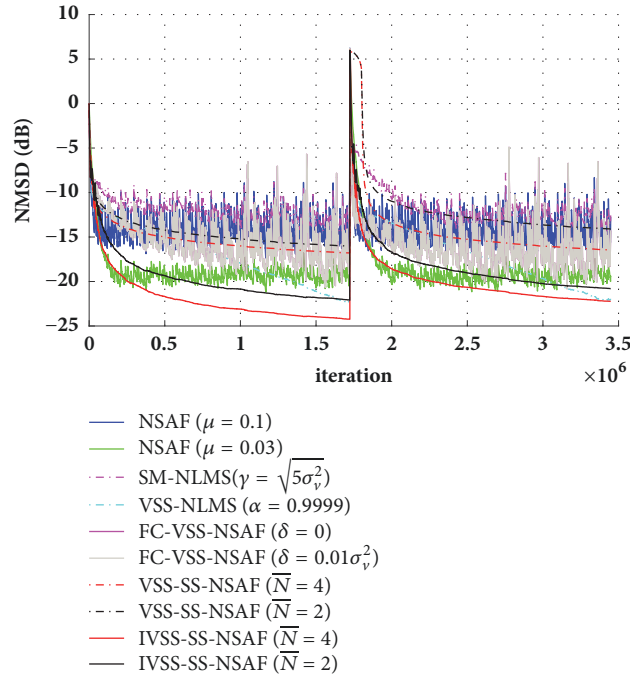 10
5
0
−5
−10
−15
−20
−25
NMSD (dB)
0 0.5 1 1.5 2 2.5 3 3.5
iteration
×10^6
NSAF (μ = 0.1)
NSAF (μ = 0.03)
SM-NLMS(γ = √5σ_v^2)
VSS-NLMS (α = 0.9999)
FC-VSS-NSAF (δ = 0)
FC-VSS-NSAF (δ = 0.01σ_v^2)
VSS-SS-NSAF (N̅ = 4)
VSS-SS-NSAF (N̅ = 2)
IVSS-SS-NSAF (N̅ = 4)
IVSS-SS-NSAF (N̅ = 2)